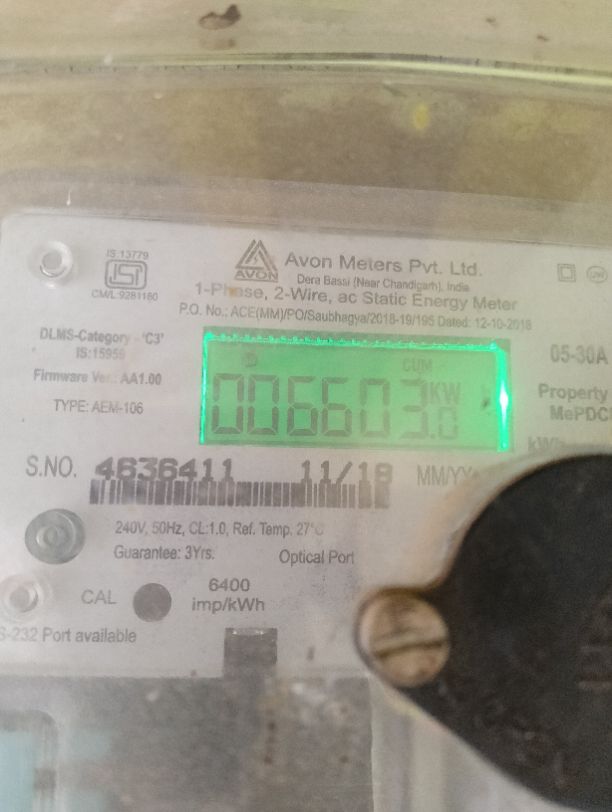 IS:13779
ISI
CM/L 9281160
AVON
Avon Meters Pvt. Ltd.
Dera Bassi (Near Chandigarh), India
1-Phase, 2-Wire, ac Static Energy Meter
P.O. No.: ACE(MM)/PO/Saubhagya/2018-19/195 Dated: 12-10-2018
DLMS-Category - 'C3'
IS:15959
Firmware Ver.: AA1.00
TYPE: AEM-106
CUM
006603.0 KW
05-30A
Property
MePDC
S.NO. 4636411 11/18 MM/YY
240V, 50Hz, CL:1.0, Ref. Temp. 27°C
Guarantee: 3Yrs. Optical Port
CAL 6400
imp/kWh
S-232 Port available